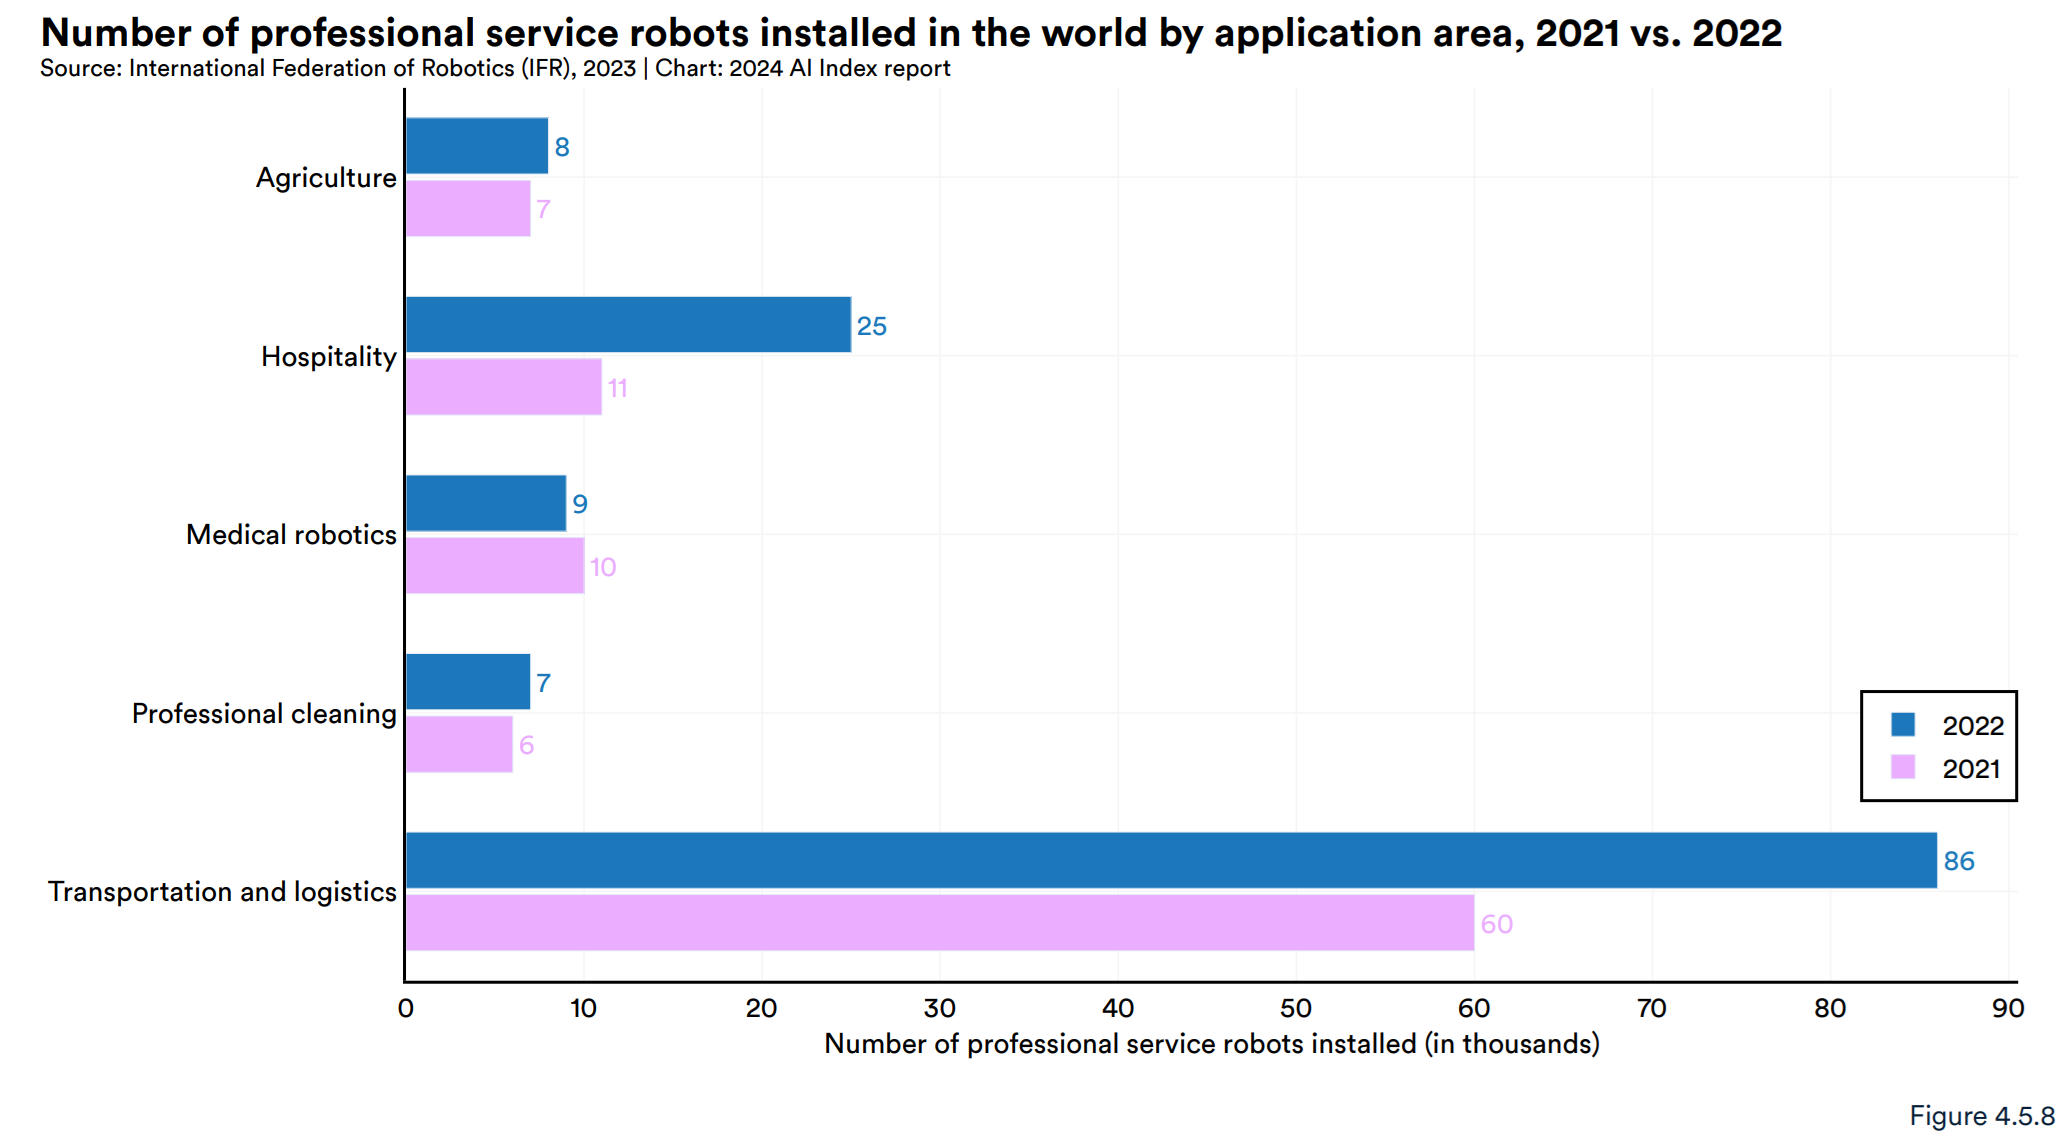 Number of professional service robots installed in the world by application area, 2021 vs. 2022
Source: International Federation of Robotics (IFR), 2023 | Chart: 2024 AI Index report
Agriculture
8
7
Hospitality
25
11
Medical robotics
9
10
Professional cleaning
7
6
2022
2021
Transportation and logistics
86
60
0 10 20 30 40 50 60 70 80 90
Number of professional service robots installed (in thousands)
Figure 4.5.8